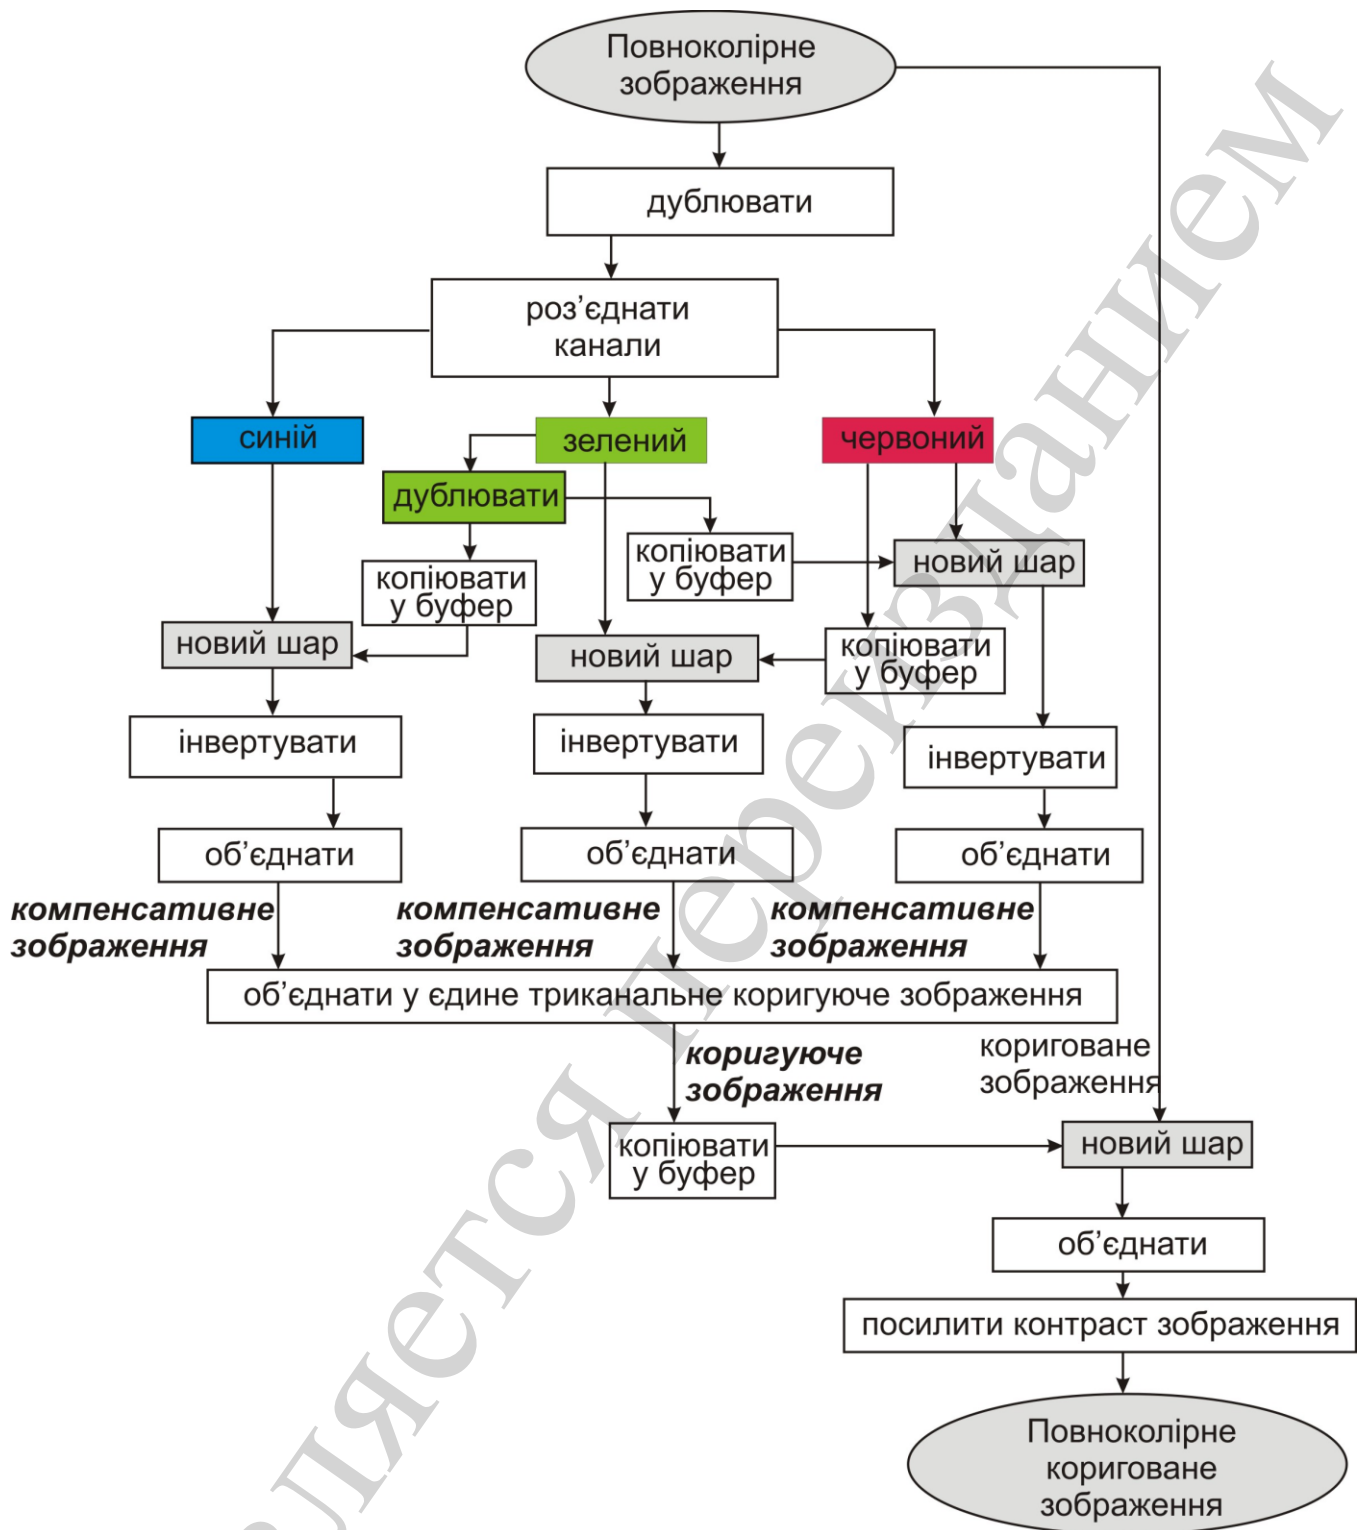 Повноколірне
зображення
дублювати
роз’єднати
канали
синій
зелений
червоний
дублювати
копіювати
у буфер
новий шар
копіювати
у буфер
новий шар
новий шар
копіювати
у буфер
інвертувати
інвертувати
інвертувати
об’єднати
об’єднати
об’єднати
компенсативне
зображення
компенсативне
зображення
компенсативне
зображення
об’єднати у єдине триканальне коригуюче зображення
коригуюче
зображення
кориговане
зображення
копіювати
у буфер
новий шар
об’єднати
посилити контраст зображення
Повноколірне
кориговане
зображення
вляется переизданием